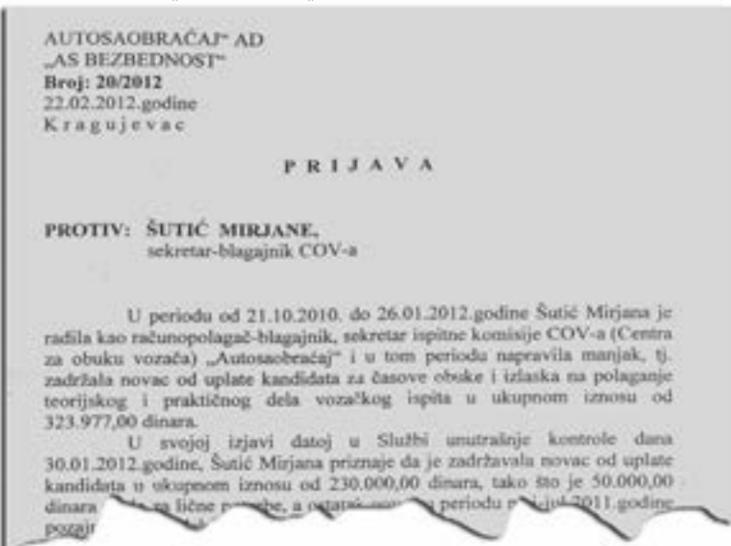 AUTOSAOBRAĆAJ“ AD
„AS BEZBEDNOST“
Broj: 20/2012
22.02.2012.godine
K r a g u j e v a c
P R I J A V A
PROTIV: ŠUTIĆ MIRJANE,
sekretar-blagajnik COV-a
U periodu od 21.10.2010. do 26.01.2012.godine Šutić Mirjana je
radila kao računopolagač-blagajnik, sekretar ispitne komisije COV-a (Centra
za obuku vozača) „Autosaobraćaj“ i u tom periodu napravila manjak, tj.
zadržala novac od uplate kandidata za časove obuke i izlaska na polaganje
teorijskog i praktičnog dela vozačkog ispita u ukupnom iznosu od
323.977,00 dinara.
U svojoj izjavi datoj u Službi unutrašnje kontrole dana
30.01.2012.godine, Šutić Mirjana priznaje da je zadržavala novac od uplate
kandidata u ukupnom iznosu od 230.000,00 dinara, tako što je 50.000,00
dinara za lične a ostatak periodu 2011.godine